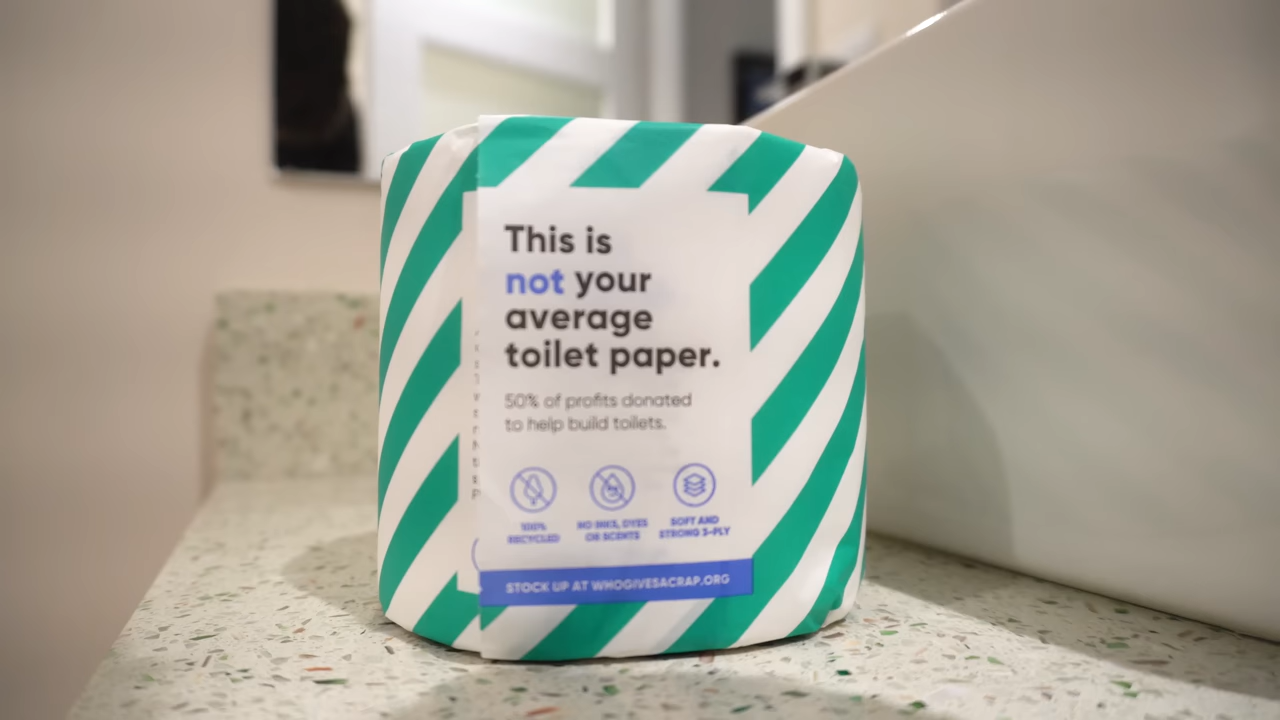 This is
not your
average
toilet paper.
50% of profits donated
to help build toilets.
100%
RECYCLED
NO INKS, DYES
OR SCENTS
SOFT AND
STRONG 3-PLY
STOCK UP AT WHOGIVESACRAP.ORG